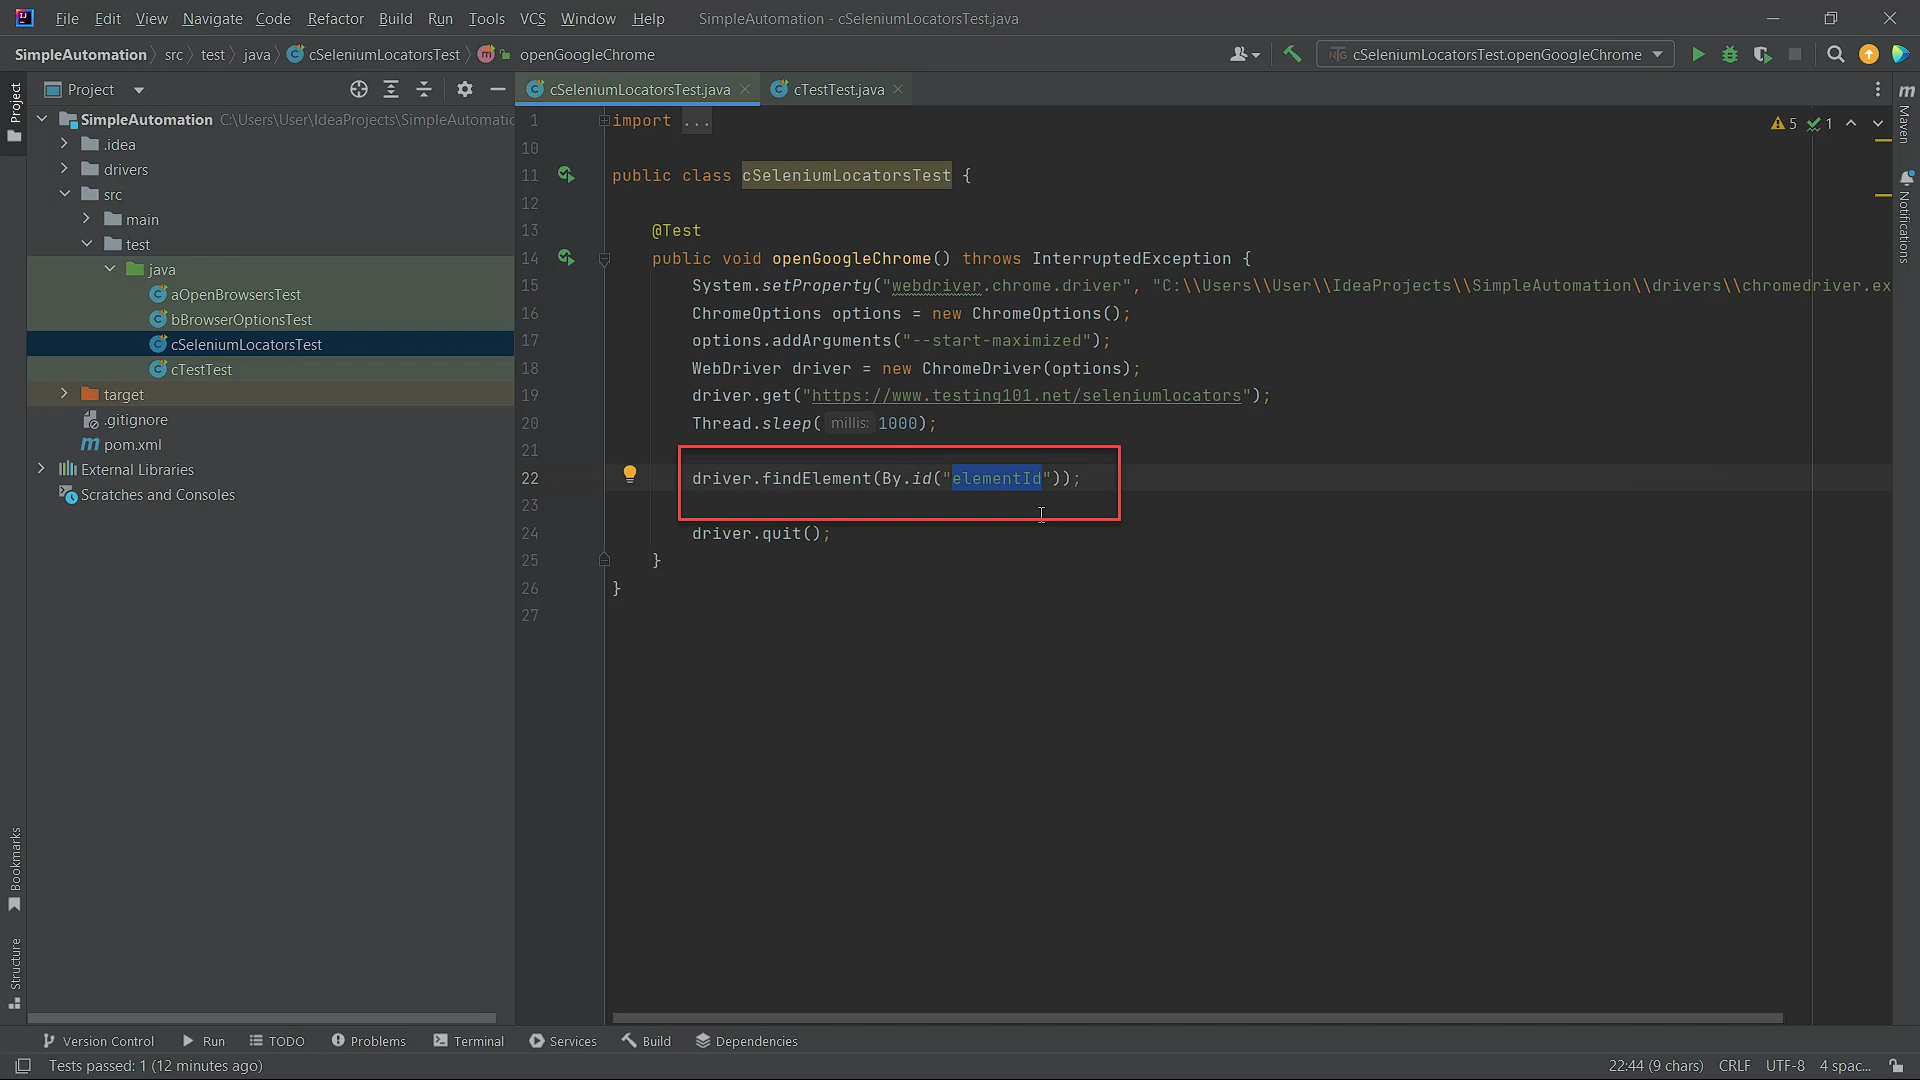 File Edit View Navigate Code Refactor Build Run Tools VCS Window Help SimpleAutomation - cSeleniumLocatorsTest.java
SimpleAutomation src test java cSeleniumLocatorsTest openGoogleChrome cSeleniumLocatorsTest.openGoogleChrome
Project
cSeleniumLocatorsTest.java cTestTest.java
SimpleAutomation C:\Users\User\IdeaProjects\SimpleAutomatic
.idea
drivers
src
main
test
java
aOpenBrowsersTest
bBrowserOptionsTest
cSeleniumLocatorsTest
cTestTest
target
.gitignore
pom.xml
External Libraries
Scratches and Consoles
Project
Bookmarks
Structure
5 1
1 import ...
10
11 public class cSeleniumLocatorsTest {
12
13 @Test
14 public void openGoogleChrome() throws InterruptedException {
15 System.setProperty("webdriver.chrome.driver", "C:\\Users\\User\\IdeaProjects\\SimpleAutomation\\drivers\\chromedriver.ex
16 ChromeOptions options = new ChromeOptions();
17 options.addArguments("--start-maximized");
18 WebDriver driver = new ChromeDriver(options);
19 driver.get("https://www.testing101.net/seleniumlocators");
20 Thread.sleep( millis: 1000);
21
22 driver.findElement(By.id("elementId"));
23
24 driver.quit();
25 }
26 }
27
Maven
Notifications
Version Control Run TODO Problems Terminal Services Build Dependencies
Tests passed: 1 (12 minutes ago) 22:44 (9 chars) CRLF UTF-8 4 spac...